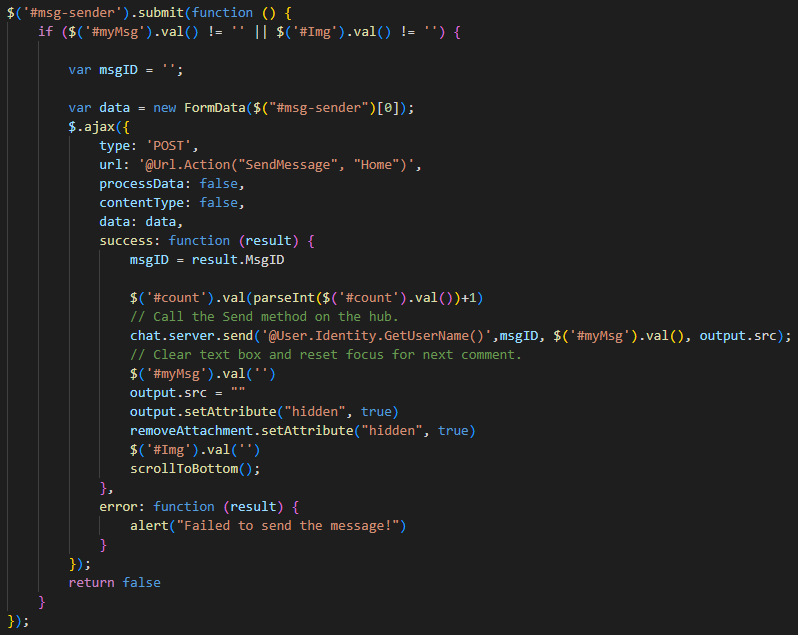 $('#msg-sender').submit(function () {
    if ($('#myMsg').val() != '' || $('#Img').val() != '') {

        var msgID = '';

        var data = new FormData($("#msg-sender")[0]);
        $.ajax({
            type: 'POST',
            url: '@Url.Action("SendMessage", "Home")',
            processData: false,
            contentType: false,
            data: data,
            success: function (result) {
                msgID = result.MsgID

                $('#count').val(parseInt($('#count').val())+1)
                // Call the Send method on the hub.
                chat.server.send('@User.Identity.GetUserName()',msgID, $('#myMsg').val(), output.src);
                // Clear text box and reset focus for next comment.
                $('#myMsg').val('')
                output.src = ""
                output.setAttribute("hidden", true)
                removeAttachment.setAttribute("hidden", true)
                $('#Img').val('')
                scrollToBottom();
            },
            error: function (result) {
                alert("Failed to send the message!")
            }
        });
        return false
    }
});